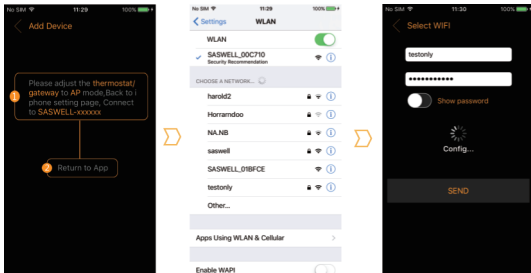 No SIM 11:29 100%
Add Device
1 Please adjust the thermostat/
gateway to AP mode,Back to i
phone setting page, Connect
to SASWELL-xxxxxx
2 Return to App
No SIM 11:29 100%
Settings WLAN
WLAN
SASWELL_00C710
Security Recommendation
CHOOSE A NETWORK...
harold2
Horrarndoo
NA.NB
saswell
SASWELL_01BFCE
testonly
Other...
Apps Using WLAN & Cellular
Enable WAPI
No SIM 11:30 100%
Select WIFI
testonly
Show password
Config...
SEND